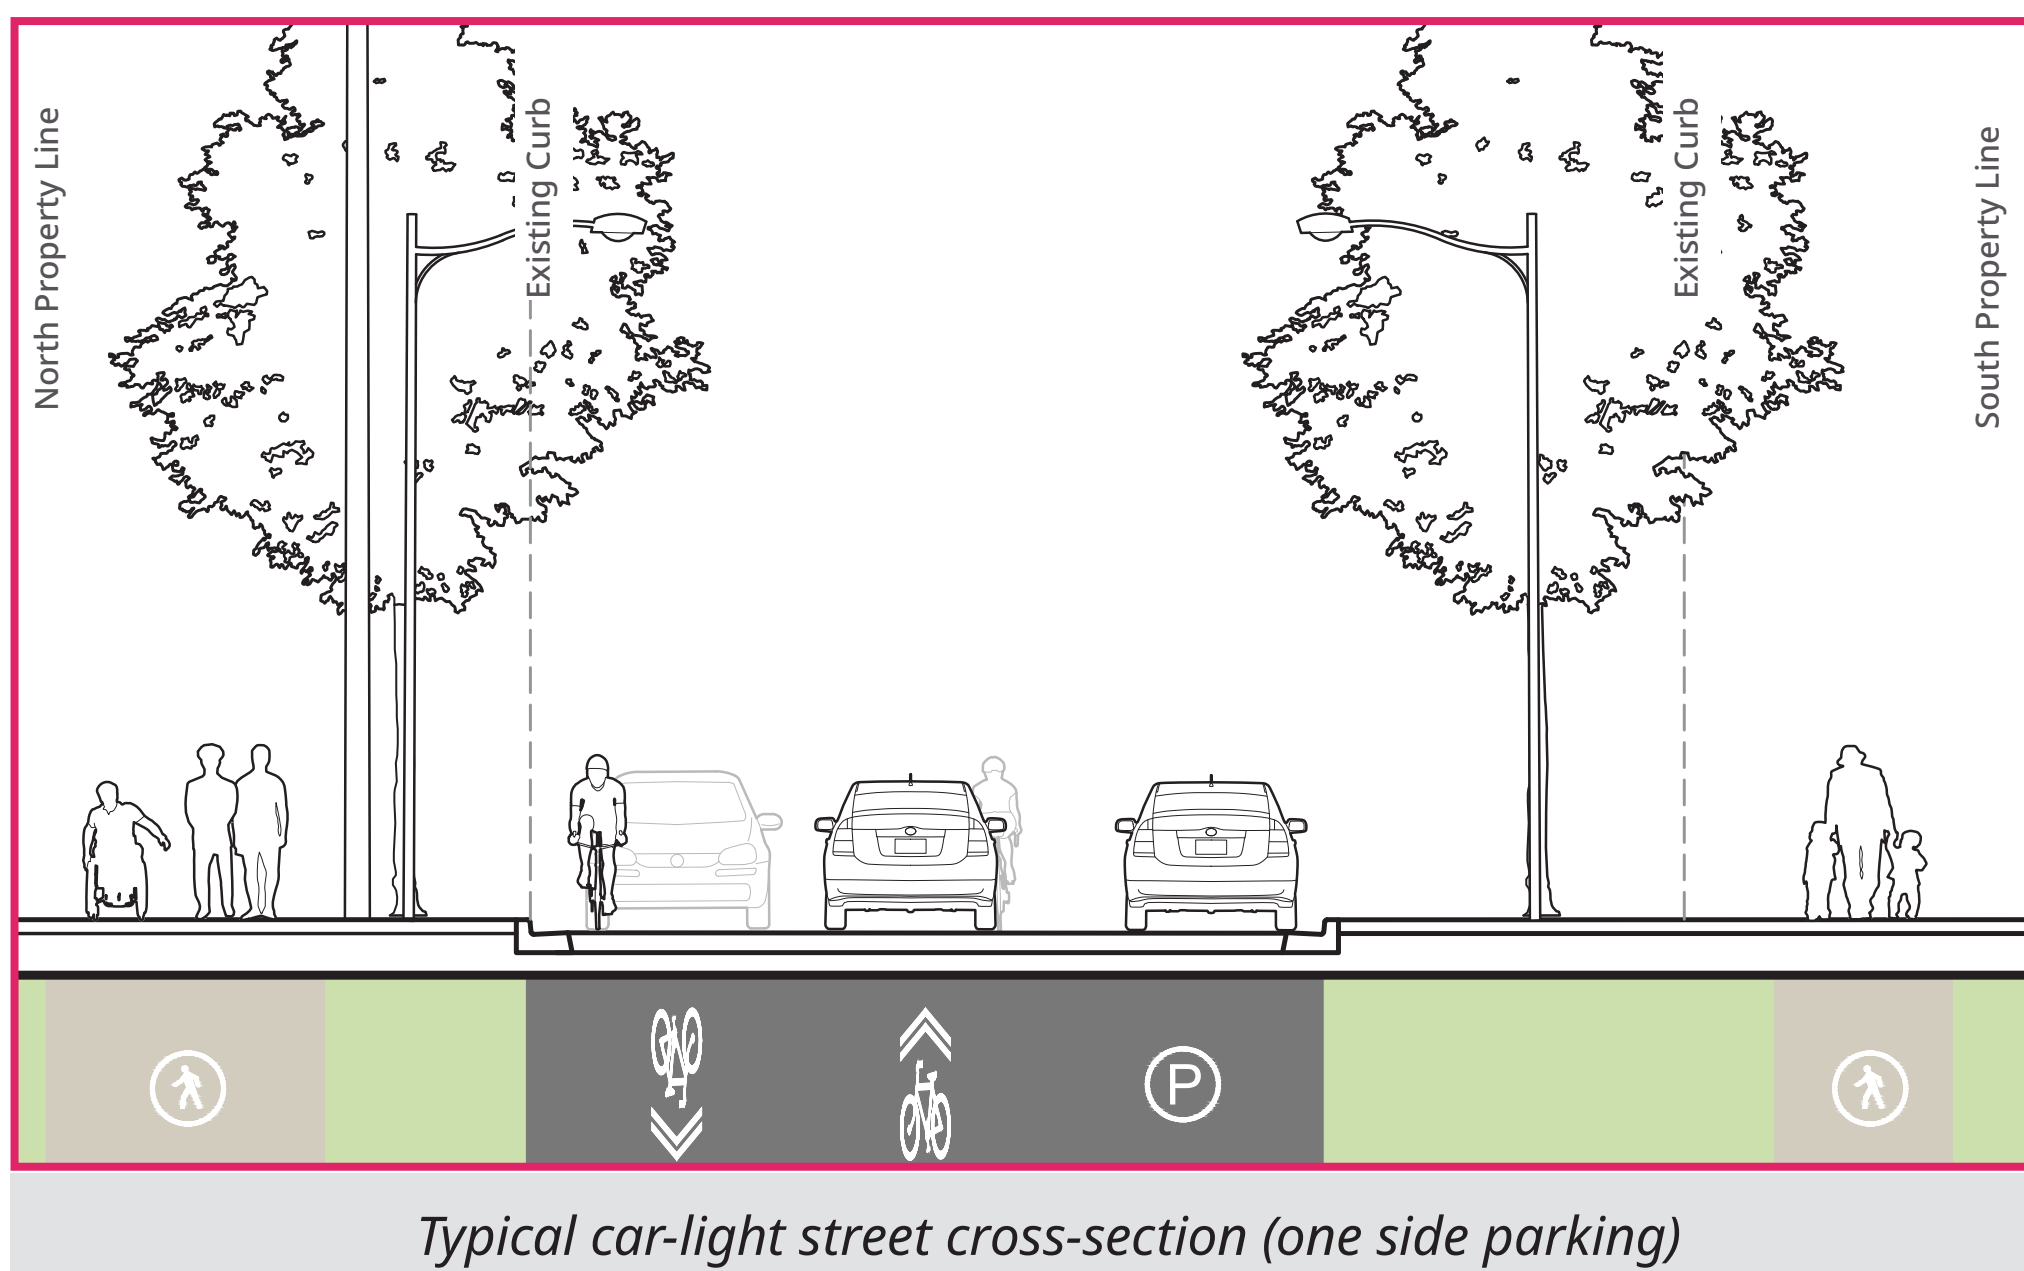 North Property Line
Existing Curb
Existing Curb
South Property Line
P
Typical car-light street cross-section (one side parking)